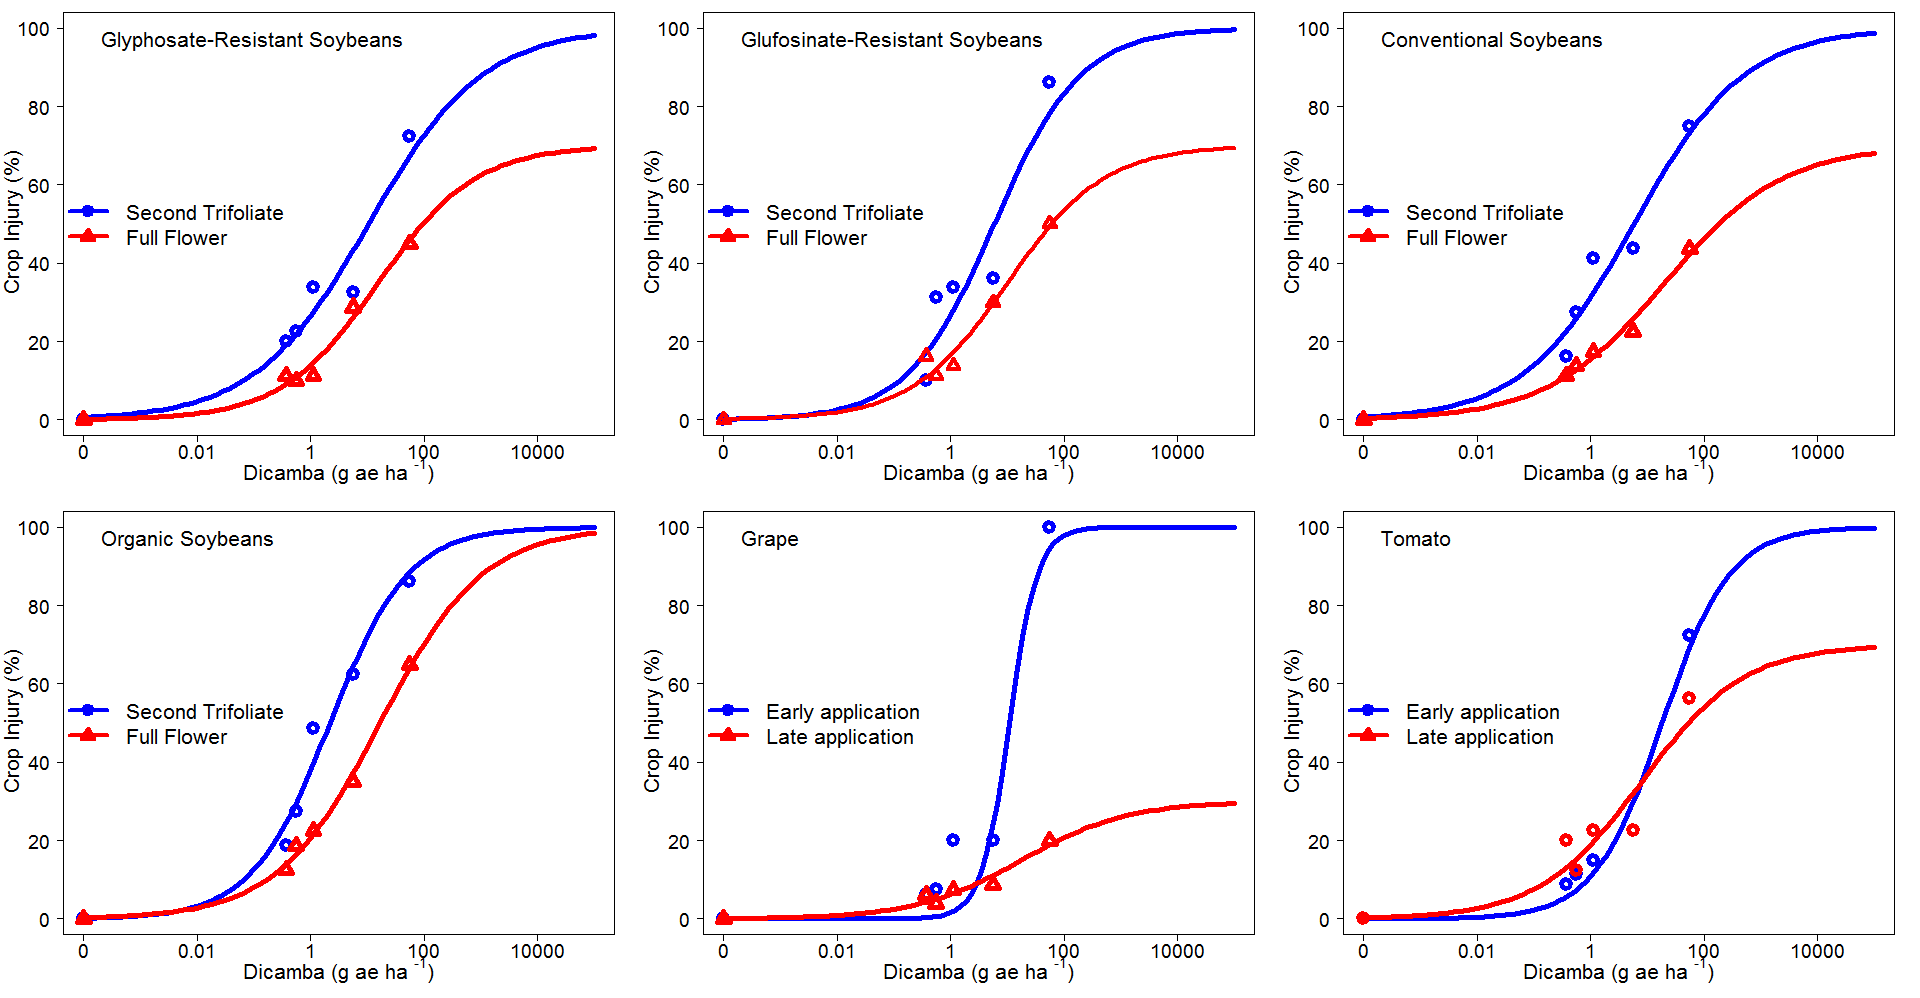 Glyphosate-Resistant Soybeans
100
80
60
40
20
0
Crop Injury (%)
Second Trifoliate
Full Flower
0 0.01 1 100 10000
Dicamba (g ae ha -1)
Glufosinate-Resistant Soybeans
100
80
60
40
20
0
Crop Injury (%)
Second Trifoliate
Full Flower
0 0.01 1 100 10000
Dicamba (g ae ha -1)
Conventional Soybeans
100
80
60
40
20
0
Crop Injury (%)
Second Trifoliate
Full Flower
0 0.01 1 100 10000
Dicamba (g ae ha -1)
Organic Soybeans
100
80
60
40
20
0
Crop Injury (%)
Second Trifoliate
Full Flower
0 0.01 1 100 10000
Dicamba (g ae ha -1)
Grape
100
80
60
40
20
0
Crop Injury (%)
Early application
Late application
0 0.01 1 100 10000
Dicamba (g ae ha -1)
Tomato
100
80
60
40
20
0
Crop Injury (%)
Early application
Late application
0 0.01 1 100 10000
Dicamba (g ae ha -1)